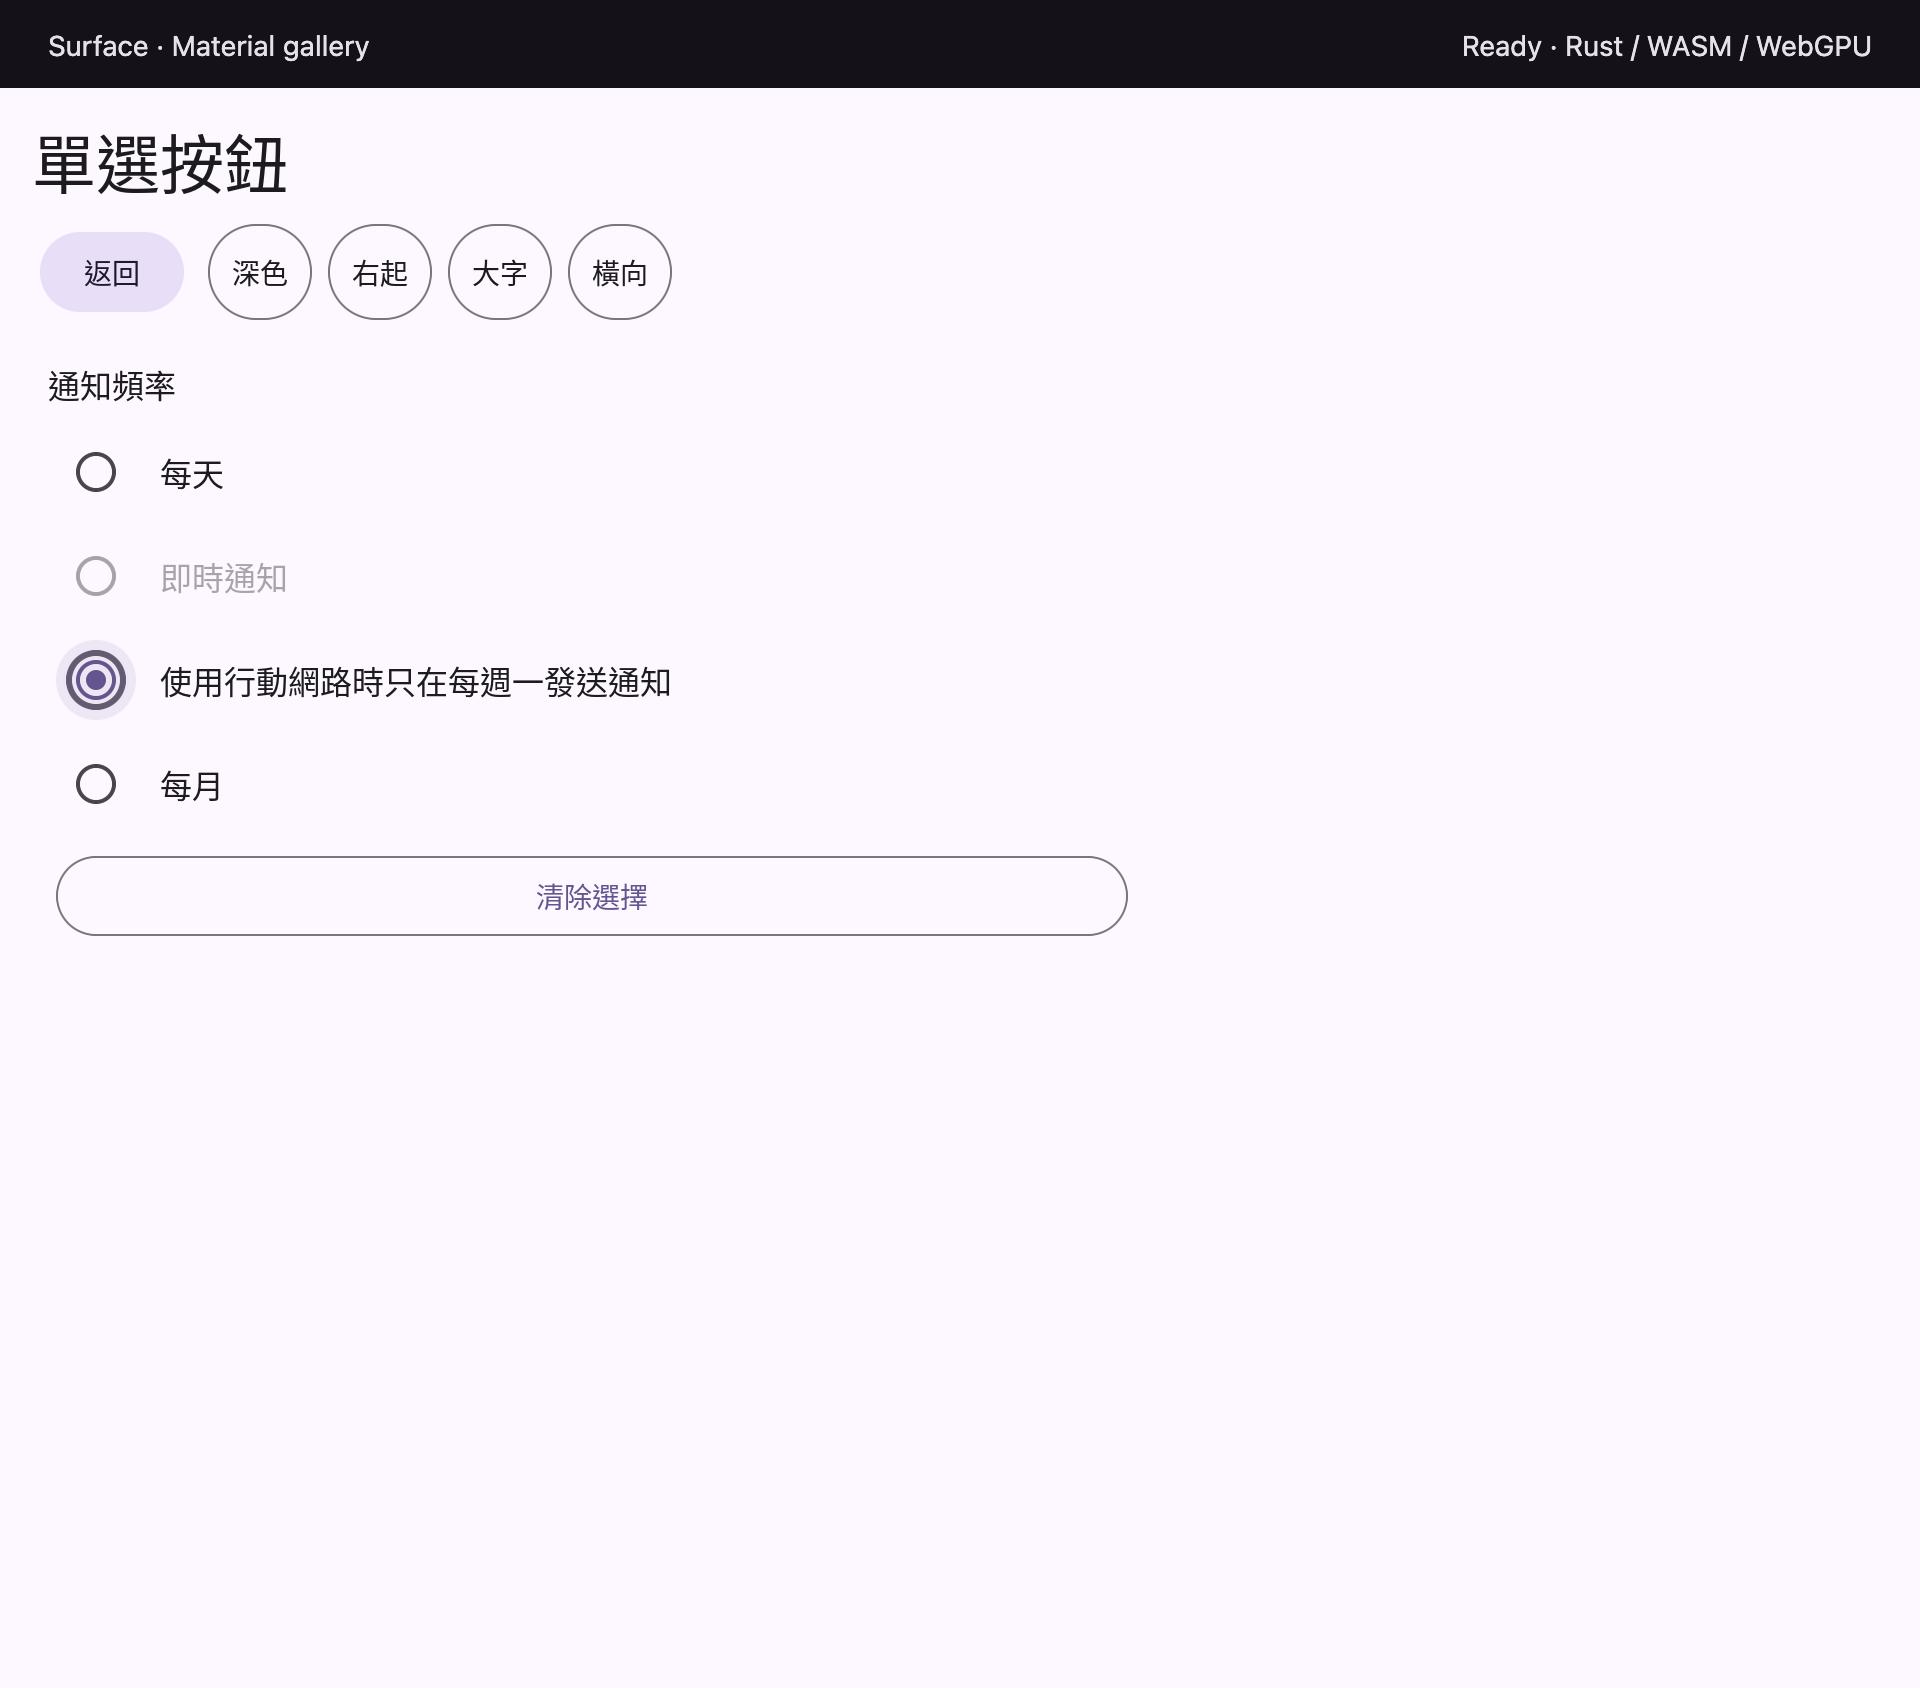 Surface · Material gallery
Ready · Rust / WASM / WebGPU
單選按鈕
返回
深色
右起
大字
橫向
通知頻率
每天
即時通知
使用行動網路時只在每週一發送通知
每月
清除選擇